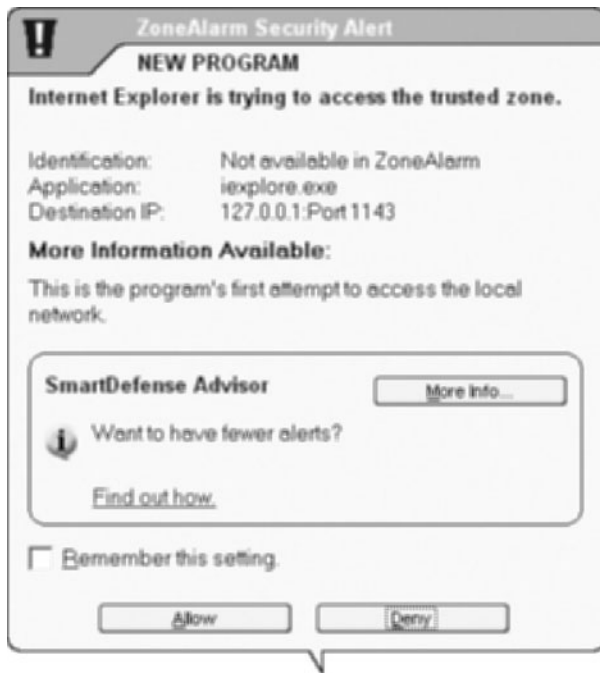 ZoneAlarm Security Alert
NEW PROGRAM
Internet Explorer is trying to access the trusted zone.
Identification: Not available in ZoneAlarm
Application: iexplore.exe
Destination IP: 127.0.0.1:Port 1143
More Information Available:
This is the program's first attempt to access the local
network.
SmartDefense Advisor
More Info...
Want to have fewer alerts?
Find out how.
Remember this setting.
Allow
Deny